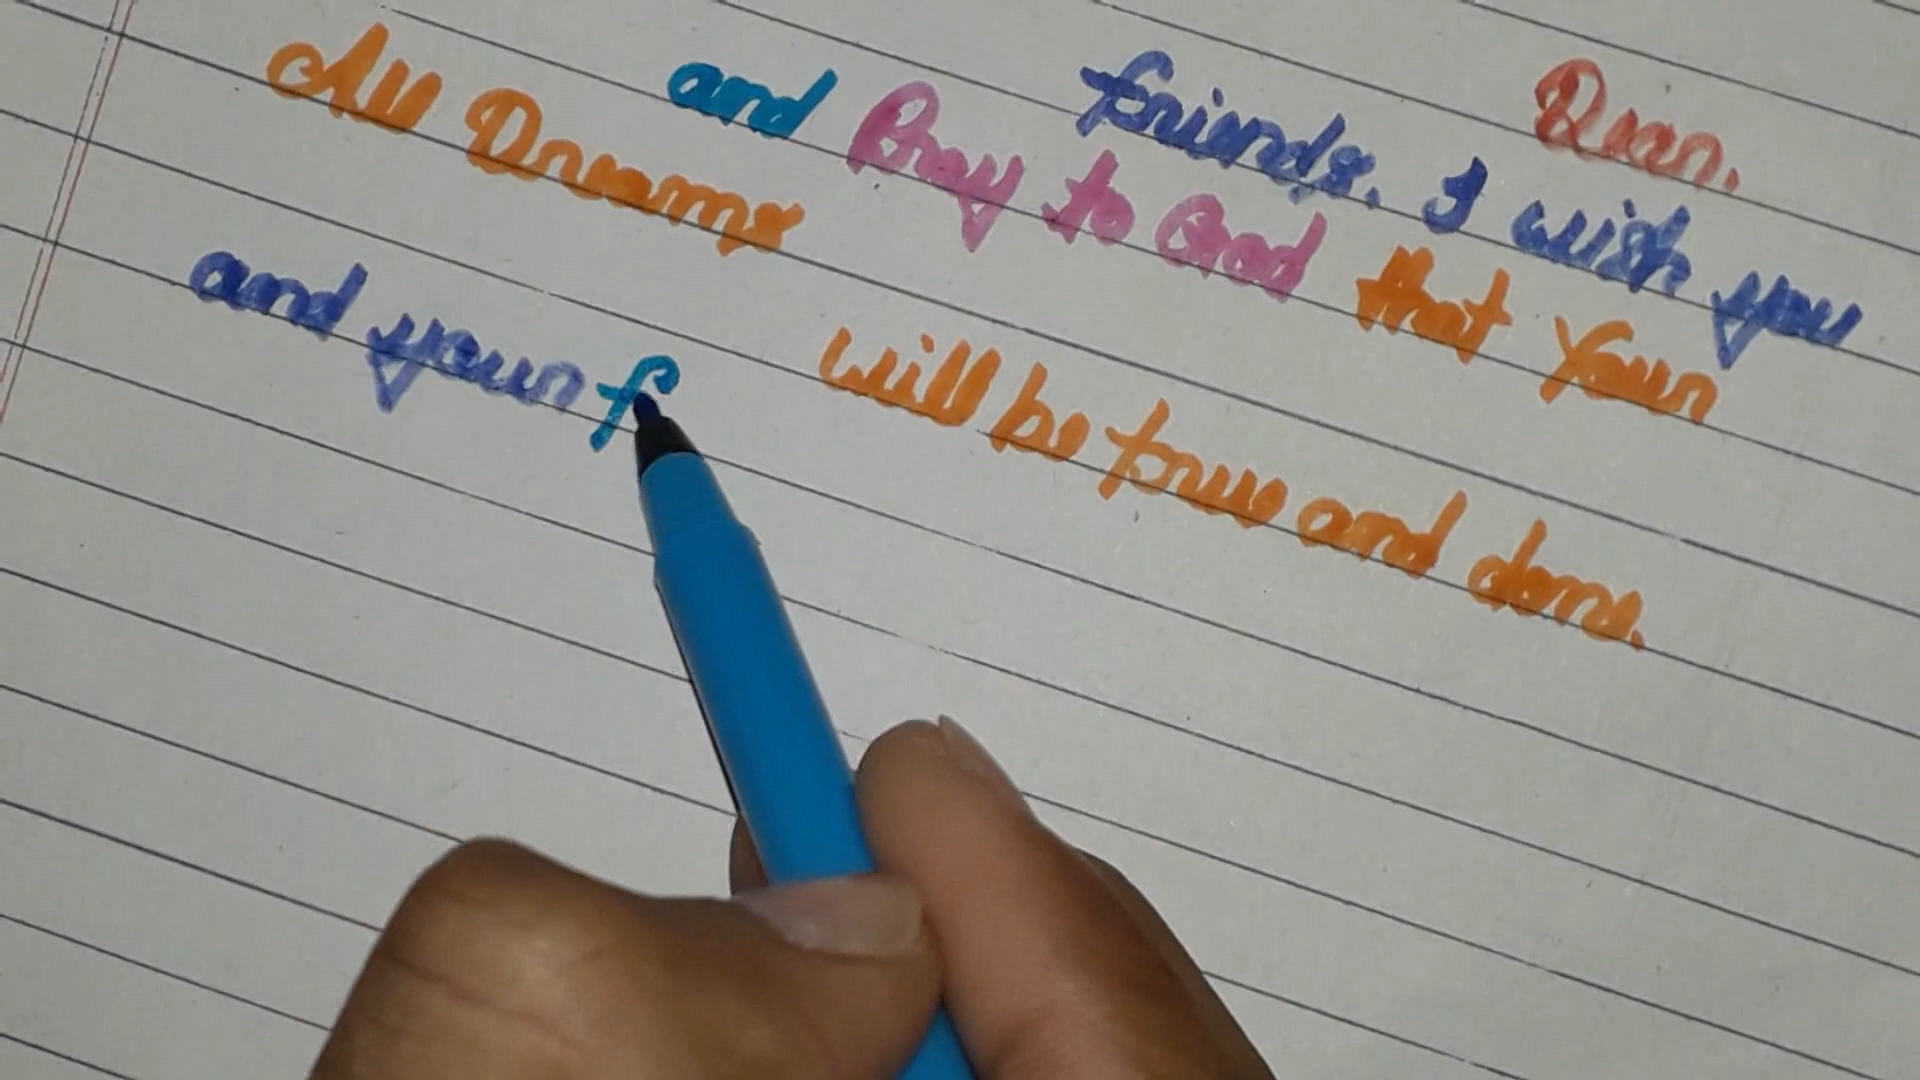 Dear.
friends. I wish you
and Pray to God that Your
All Dreams
will be true and done.
and your f